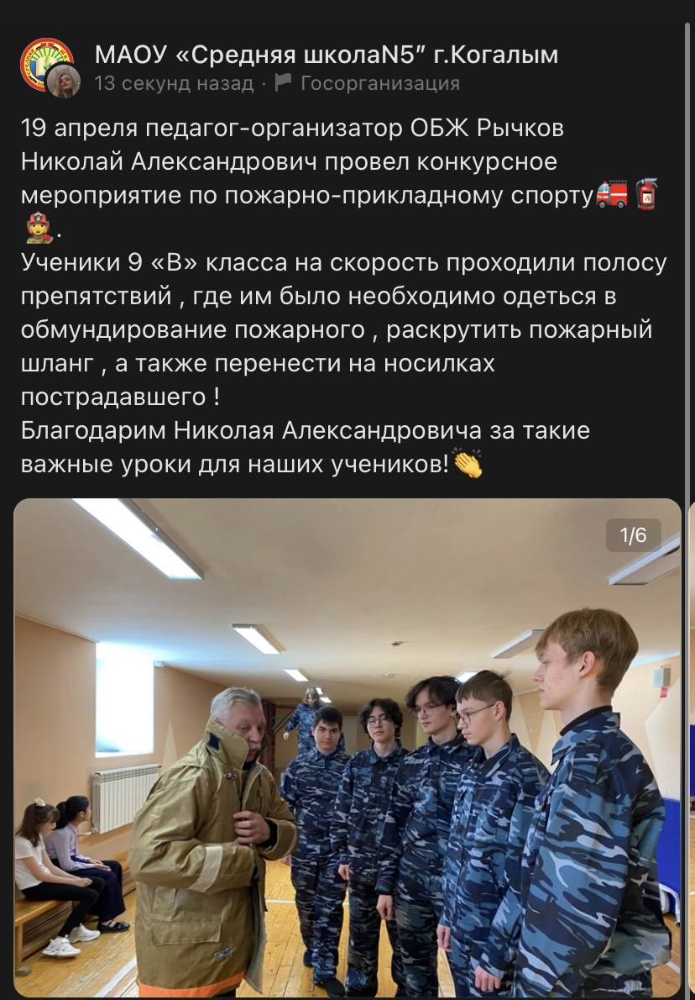 МАОУ «Средняя школаN5” г.Когалым
13 секунд назад · Госорганизация
19 апреля педагог-организатор ОБЖ Рычков
Николай Александрович провел конкурсное
мероприятие по пожарно-прикладному спорту🚒🧯
👩‍🚒.
Ученики 9 «В» класса на скорость проходили полосу
препятствий , где им было необходимо одеться в
обмундирование пожарного , раскрутить пожарный
шланг , а также перенести на носилках
пострадавшего !
Благодарим Николая Александровича за такие
важные уроки для наших учеников!👏
1/6